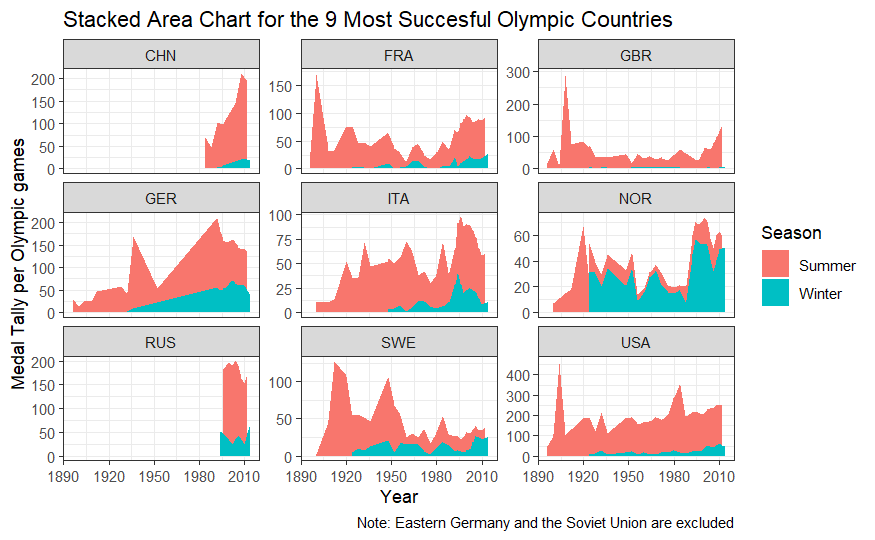 Stacked Area Chart for the 9 Most Succesful Olympic Countries
Medal Tally per Olympic games
CHN
200
150
100
50
0
FRA
150
100
50
0
GBR
300
200
100
0
GER
200
150
100
50
0
ITA
100
75
50
25
0
NOR
60
40
20
0
RUS
200
150
100
50
0
SWE
100
50
0
USA
400
300
200
100
0
1890 1920 1950 1980 2010
1890 1920 1950 1980 2010
1890 1920 1950 1980 2010
Year
Season
Summer
Winter
Note: Eastern Germany and the Soviet Union are excluded